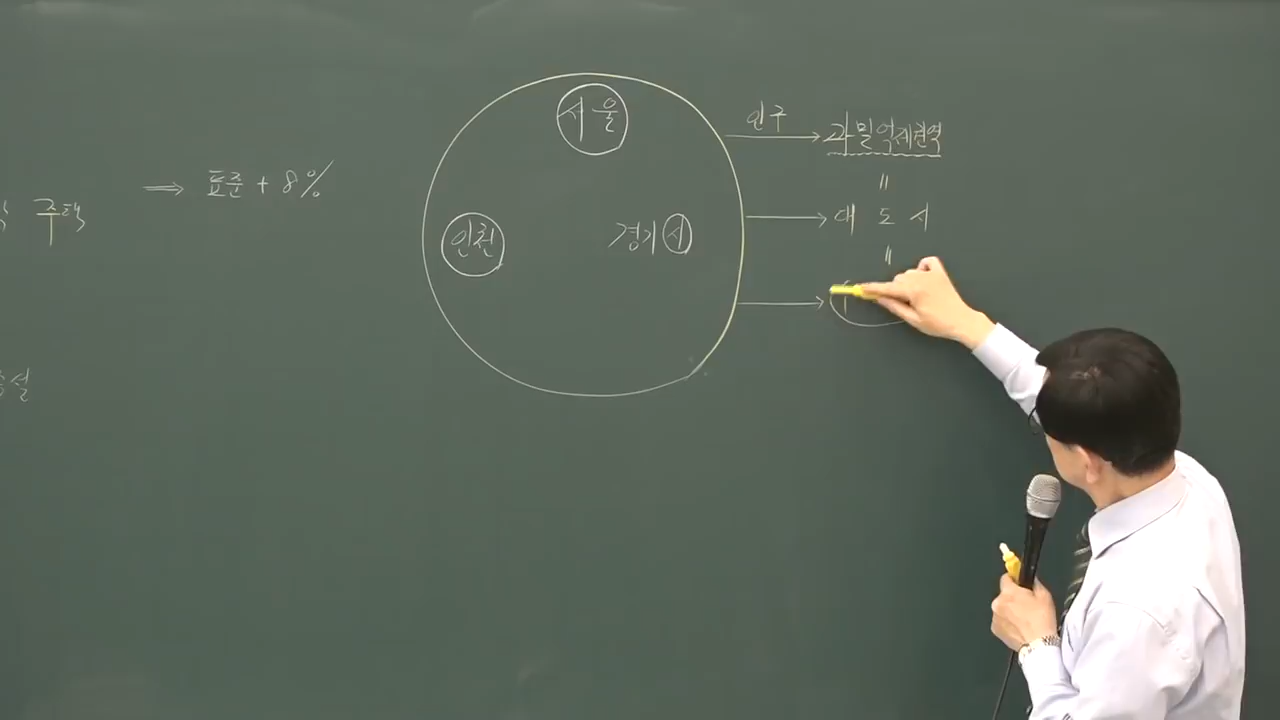 주택
⇒ 표준 + 8%
설
서울
인천
경기 시
인구 → 과밀억제권역
〃
→ 대 도 시
〃
→